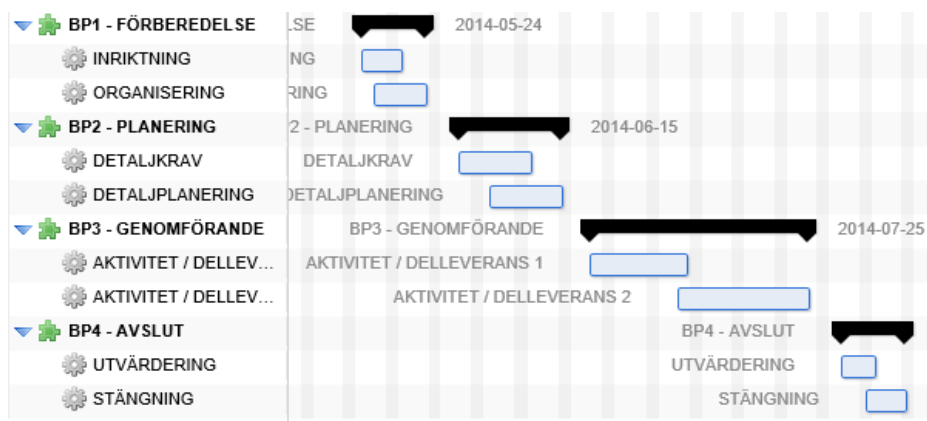 BP1 - FÖRBEREDELSE .SE 2014-05-24
INRIKTNING NG
ORGANISERING RING
BP2 - PLANERING 2 - PLANERING 2014-06-15
DETALJKRAV DETALJKRAV
DETALJPLANERING DETALJPLANERING
BP3 - GENOMFÖRANDE BP3 - GENOMFÖRANDE 2014-07-25
AKTIVITET / DELLEV... AKTIVITET / DELLEVERANS 1
AKTIVITET / DELLEV... AKTIVITET / DELLEVERANS 2
BP4 - AVSLUT BP4 - AVSLUT
UTVÄRDERING UTVÄRDERING
STÄNGNING STÄNGNING